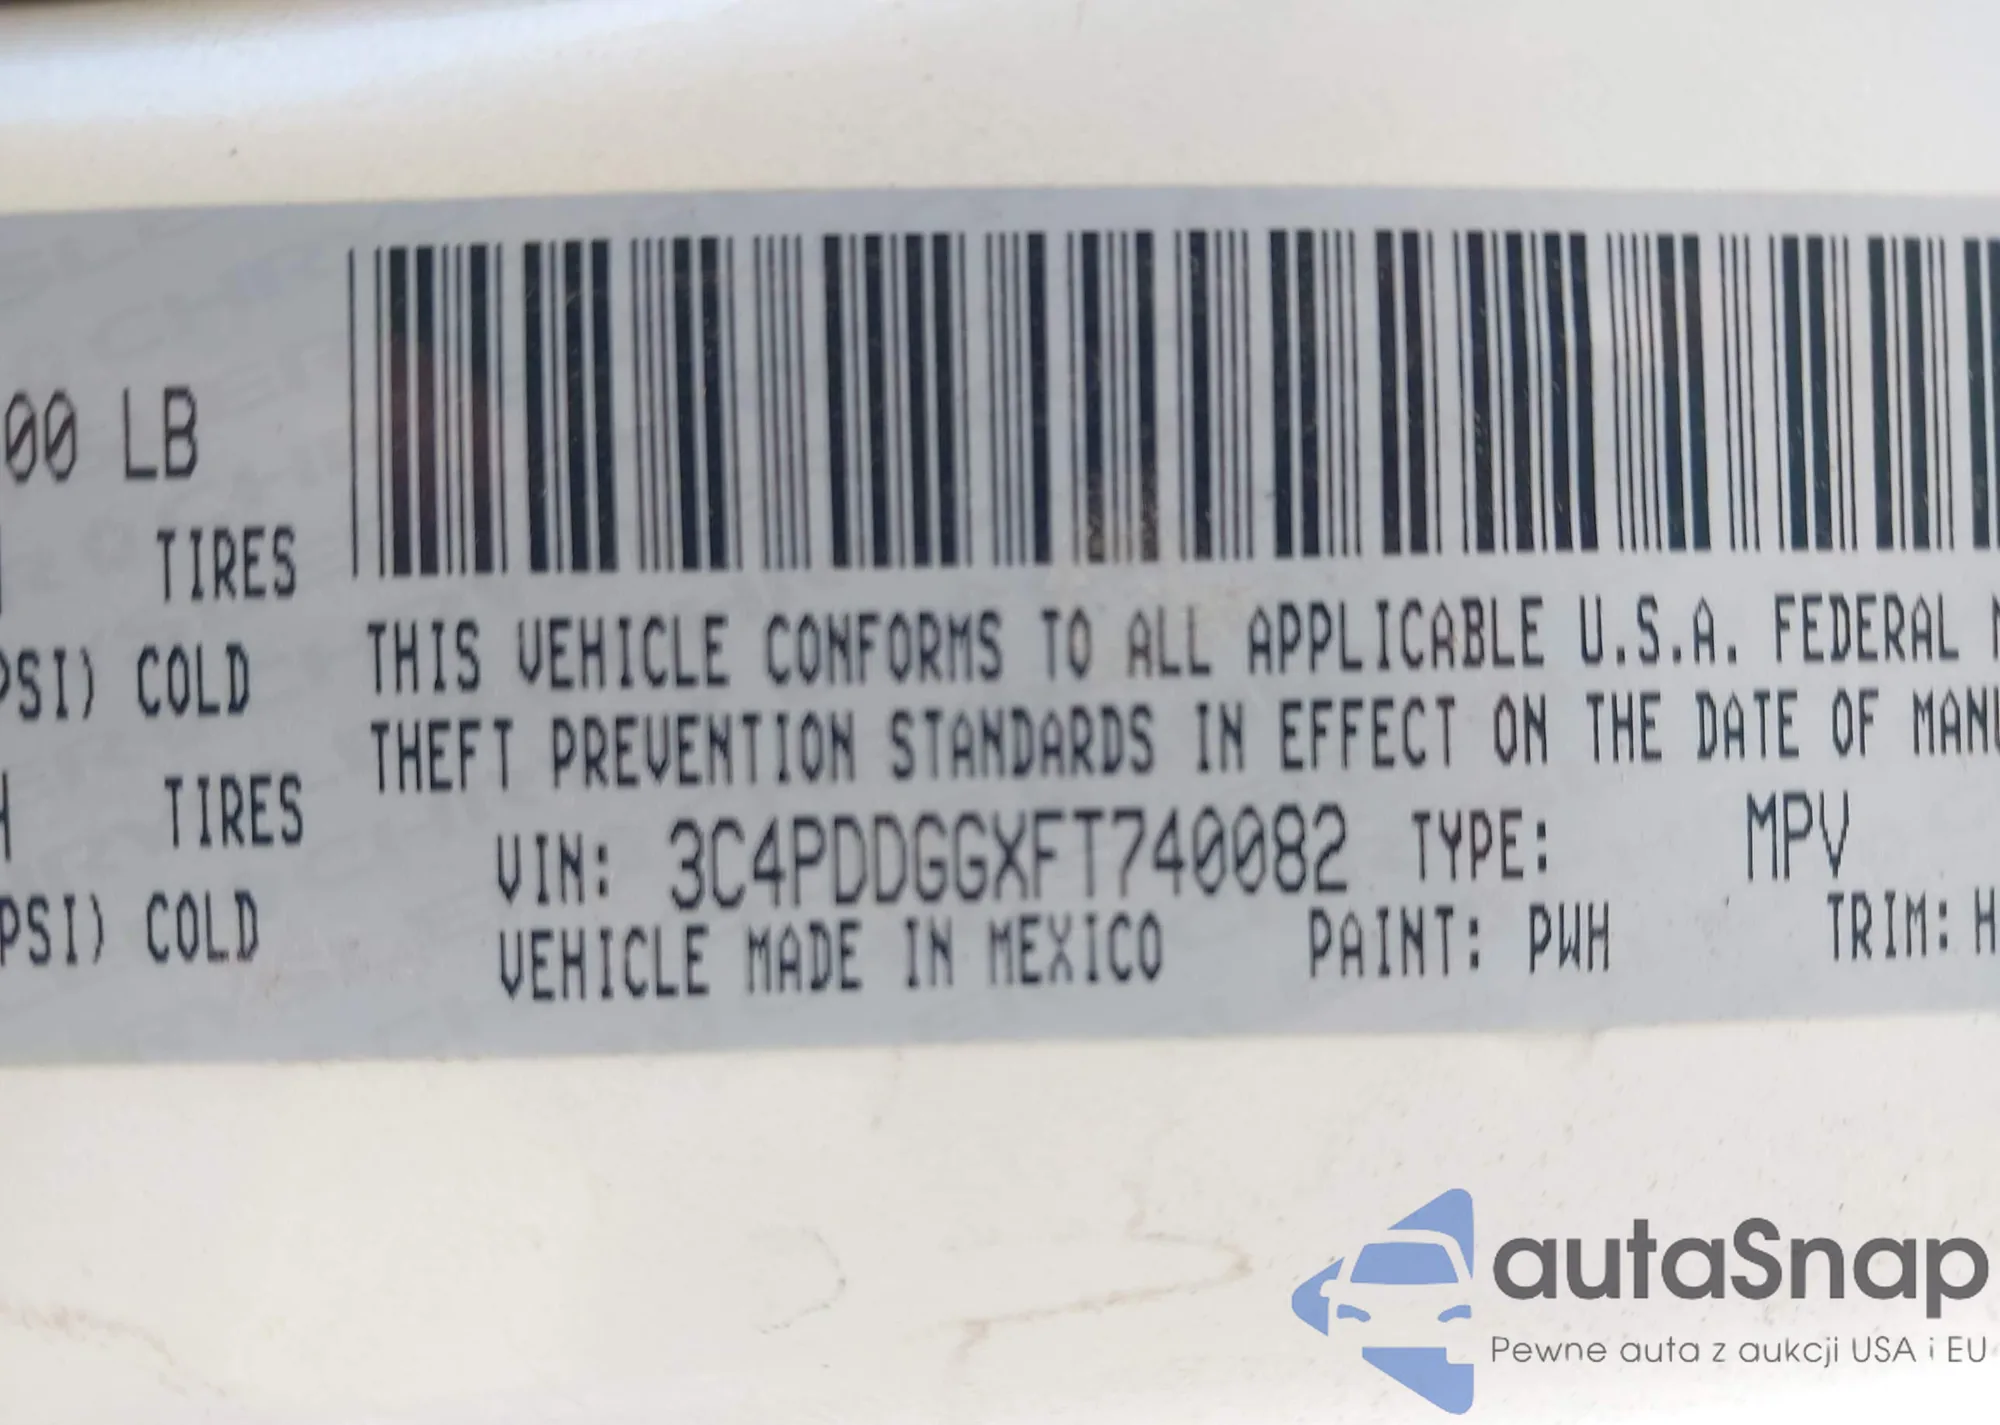 00 LB
TIRES
PSI) COLD
TIRES
PSI) COLD
THIS VEHICLE CONFORMS TO ALL APPLICABLE U.S.A. FEDERAL
THEFT PREVENTION STANDARDS IN EFFECT ON THE DATE OF MANU
VIN: 3C4PDDGGXFT740082 TYPE: MPV
VEHICLE MADE IN MEXICO PAINT: PWH TRIM: H
autaSnap
Pewne auta z aukcji USA i EU